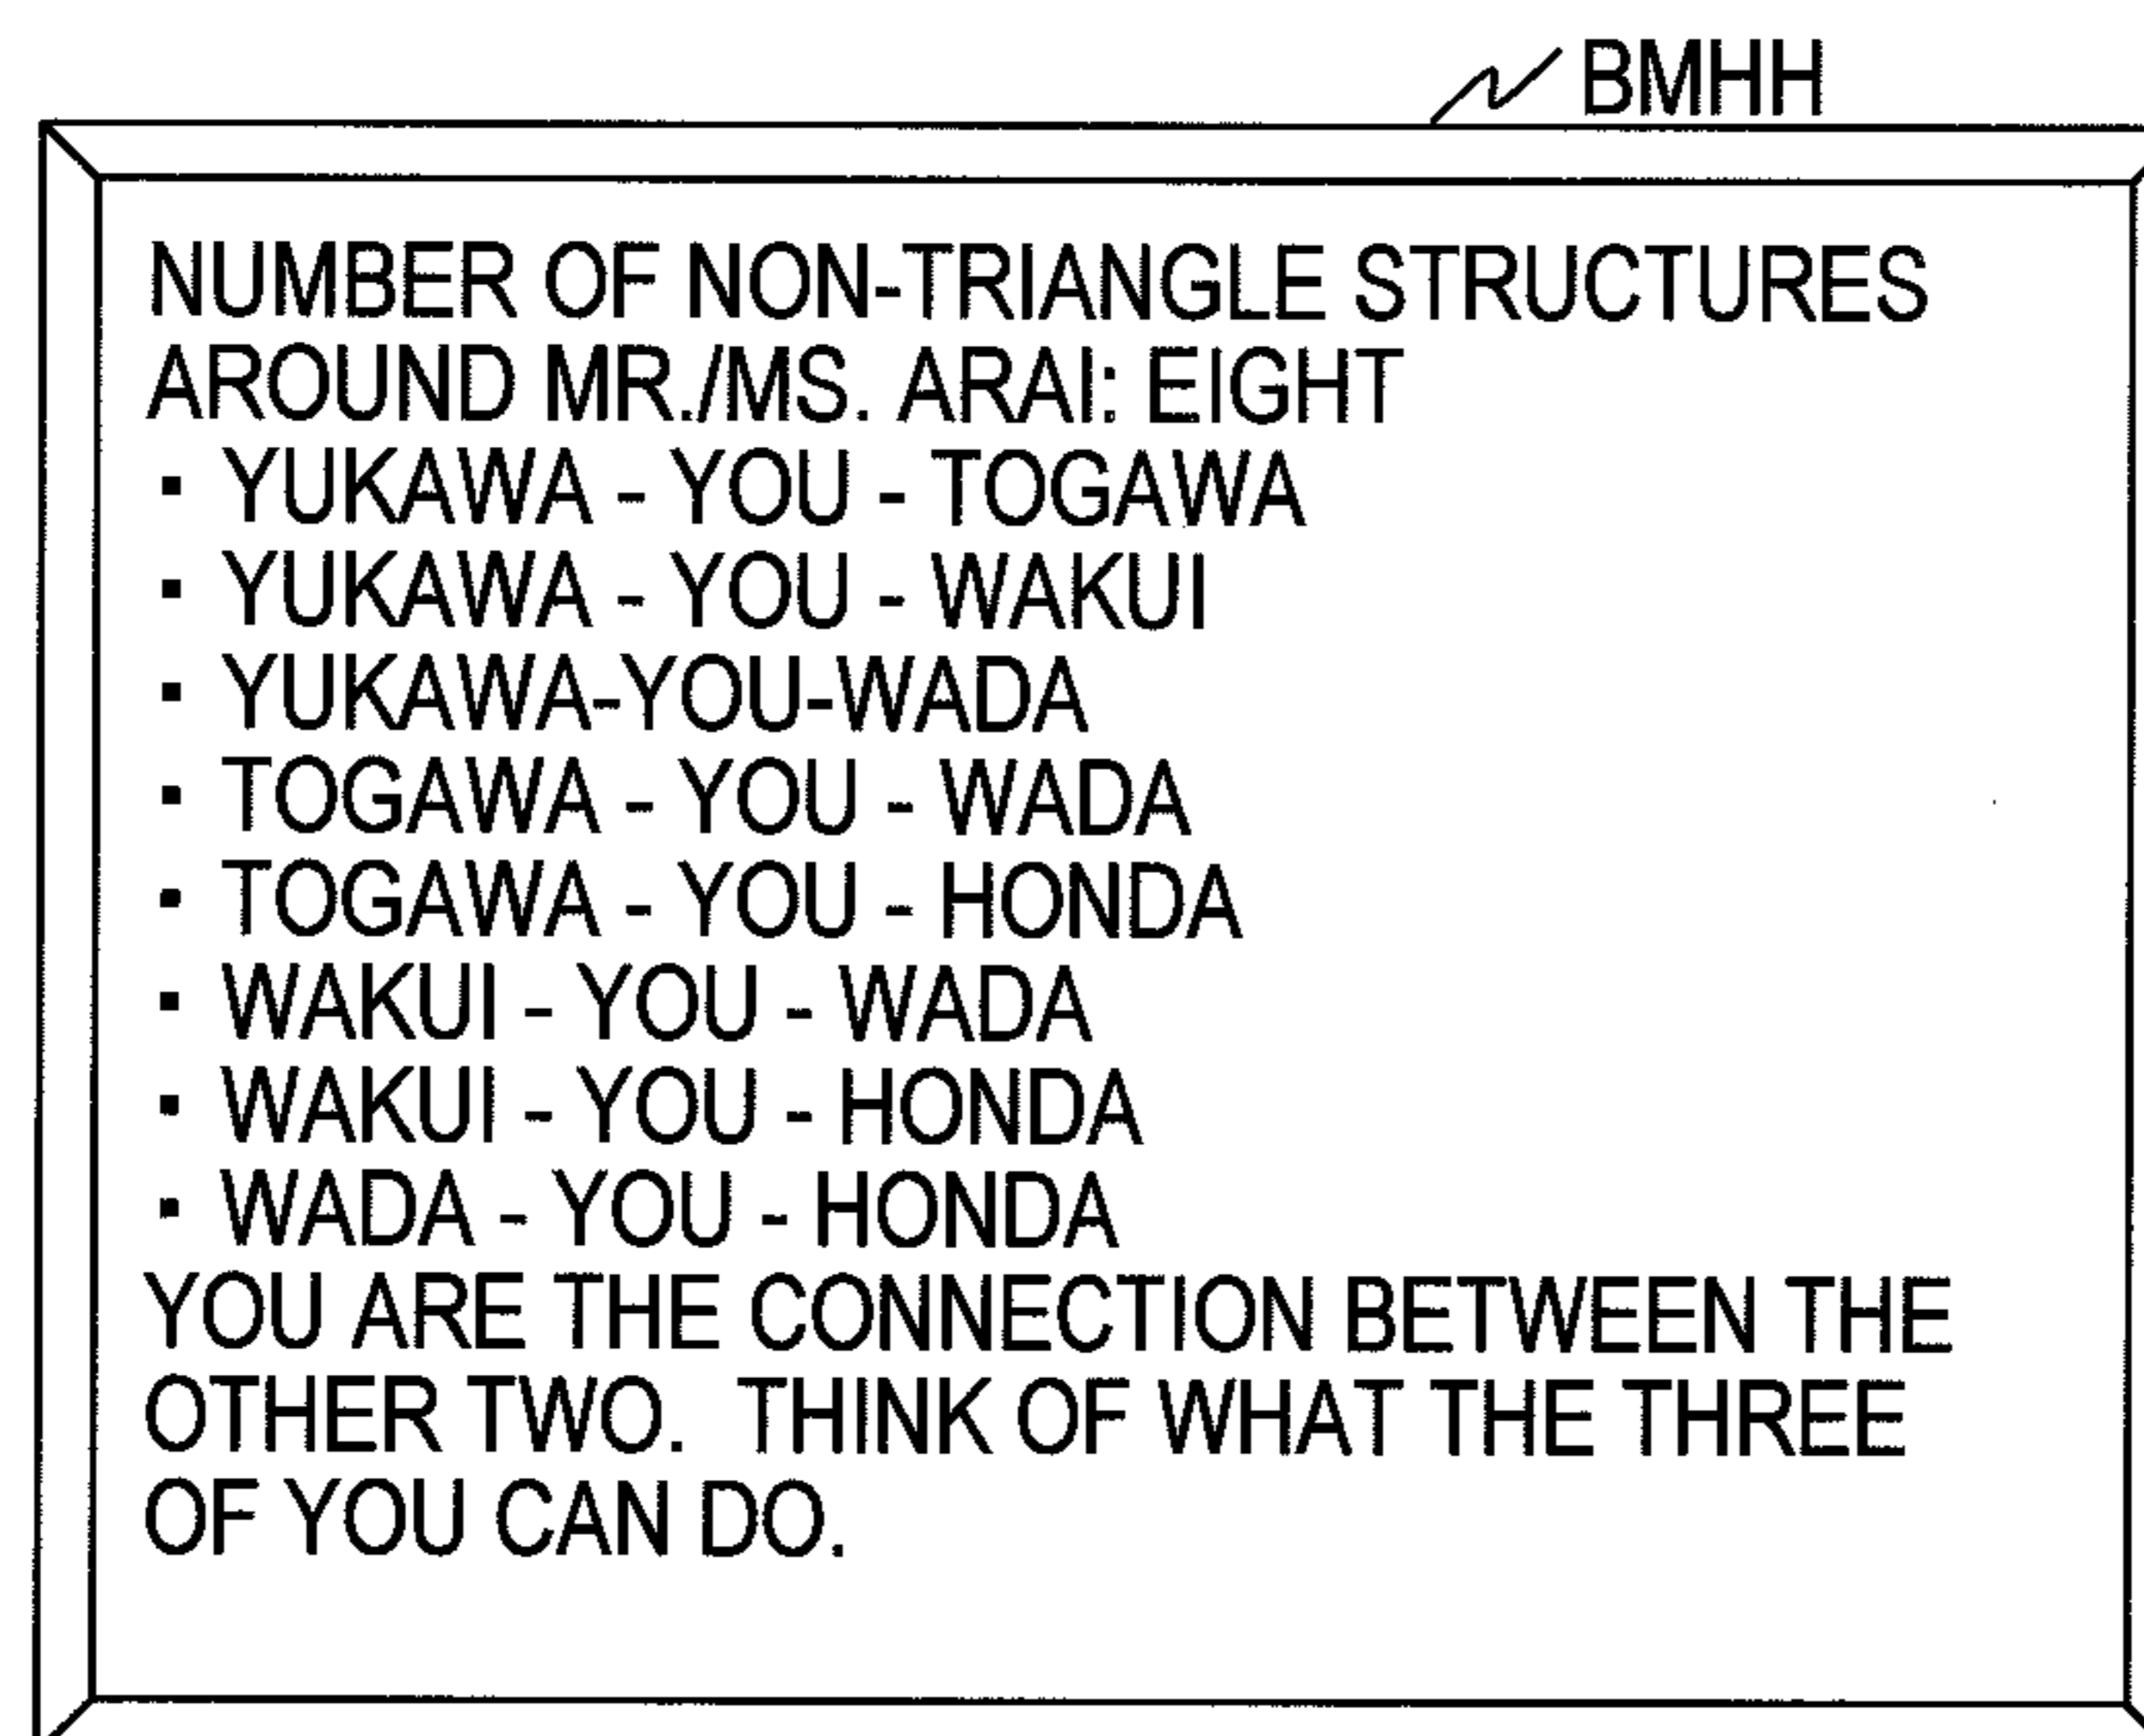 BMHH
NUMBER OF NON-TRIANGLE STRUCTURES
AROUND MR./MS. ARAI: EIGHT
▪ YUKAWA - YOU - TOGAWA
▪ YUKAWA - YOU - WAKUI
▪ YUKAWA-YOU-WADA
▪ TOGAWA - YOU - WADA
▪ TOGAWA - YOU - HONDA
▪ WAKUI - YOU - WADA
▪ WAKUI - YOU - HONDA
▪ WADA - YOU - HONDA
YOU ARE THE CONNECTION BETWEEN THE
OTHER TWO.  THINK OF WHAT THE THREE
OF YOU CAN DO.